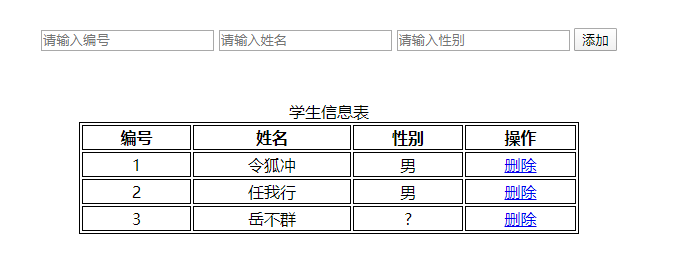 请输入编号 请输入姓名 请输入性别 添加
学生信息表
编号 姓名 性别 操作
1 令狐冲 男 删除
2 任我行 男 删除
3 岳不群 ? 删除